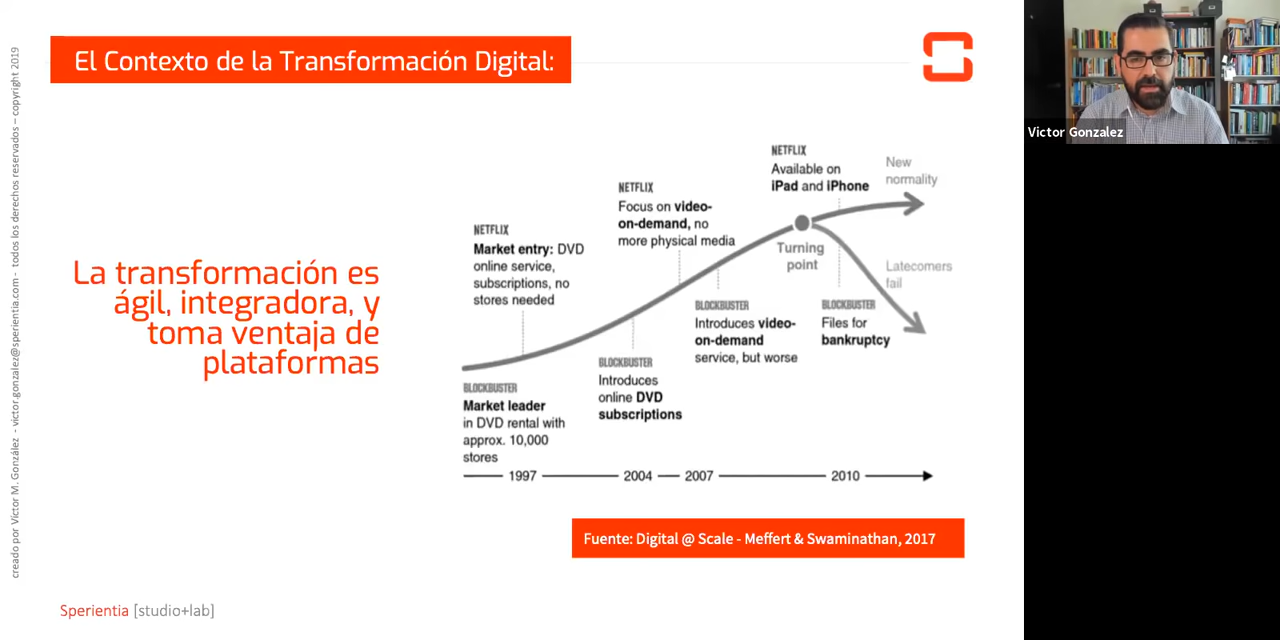 El Contexto de la Transformación Digital:
creado por Víctor M. González - victor.gonzalez@sperientia.com - todos los derechos reservados – copyright 2019
La transformación es
ágil, integradora, y
toma ventaja de
plataformas
NETFLIX
Market entry: DVD
online service,
subscriptions, no
stores needed
NETFLIX
Focus on video-
on-demand, no
more physical media
NETFLIX
Available on
iPad and iPhone
New
normality
Turning
point
Latecomers
fail
BLOCKBUSTER
Market leader
in DVD rental with
approx. 10,000
stores
BLOCKBUSTER
Introduces
online DVD
subscriptions
BLOCKBUSTER
Introduces video-
on-demand
service, but worse
BLOCKBUSTER
Files for
bankruptcy
1997 2004 2007 2010
Fuente: Digital @ Scale - Meffert & Swaminathan, 2017
Sperientia [studio+lab]
Victor Gonzalez